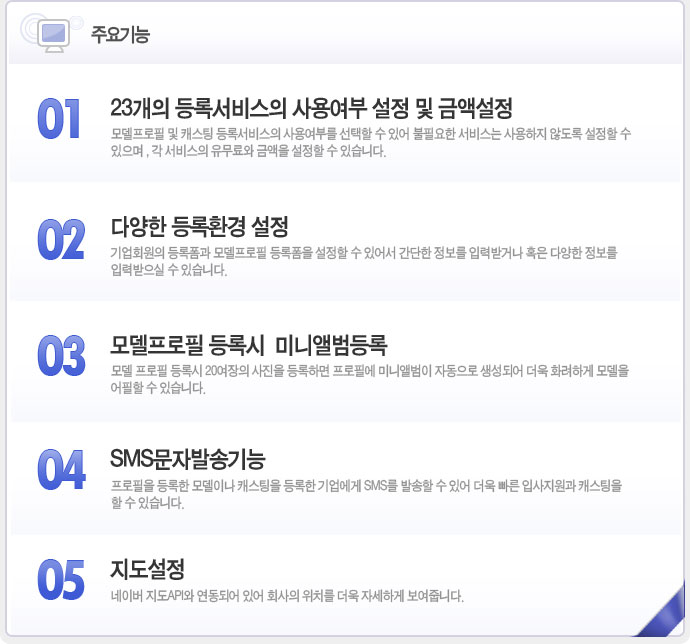 주요기능
01
23개의 등록서비스의 사용여부 설정 및 금액설정
모델프로필 및 캐스팅 등록서비스의 사용여부를 선택할 수 있어 불필요한 서비스는 사용하지 않도록 설정할 수
있으며 , 각 서비스의 유무료와 금액을 설정할 수 있습니다.
02
다양한 등록환경 설정
기업회원의 등록폼과 모델프로필 등록폼을 설정할 수 있어서 간단한 정보를 입력받거나 혹은 다양한 정보를
입력받으실 수 있습니다.
03
모델프로필 등록시 미니앨범등록
모델 프로필 등록시 20여장의 사진을 등록하면 프로필에 미니앨범이 자동으로 생성되어 더욱 화려하게 모델을
어필할 수 있습니다.
04
SMS문자발송기능
프로필을 등록한 모델이나 캐스팅을 등록한 기업에게 SMS를 발송할 수 있어 더욱 빠른 입사지원과 캐스팅을
할 수 있습니다.
05
지도설정
네이버 지도API와 연동되어 있어 회사의 위치를 더욱 자세하게 보여줍니다.